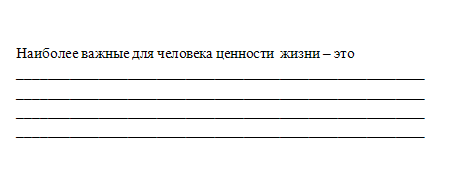 Наиболее важные для человека ценности  жизни – это